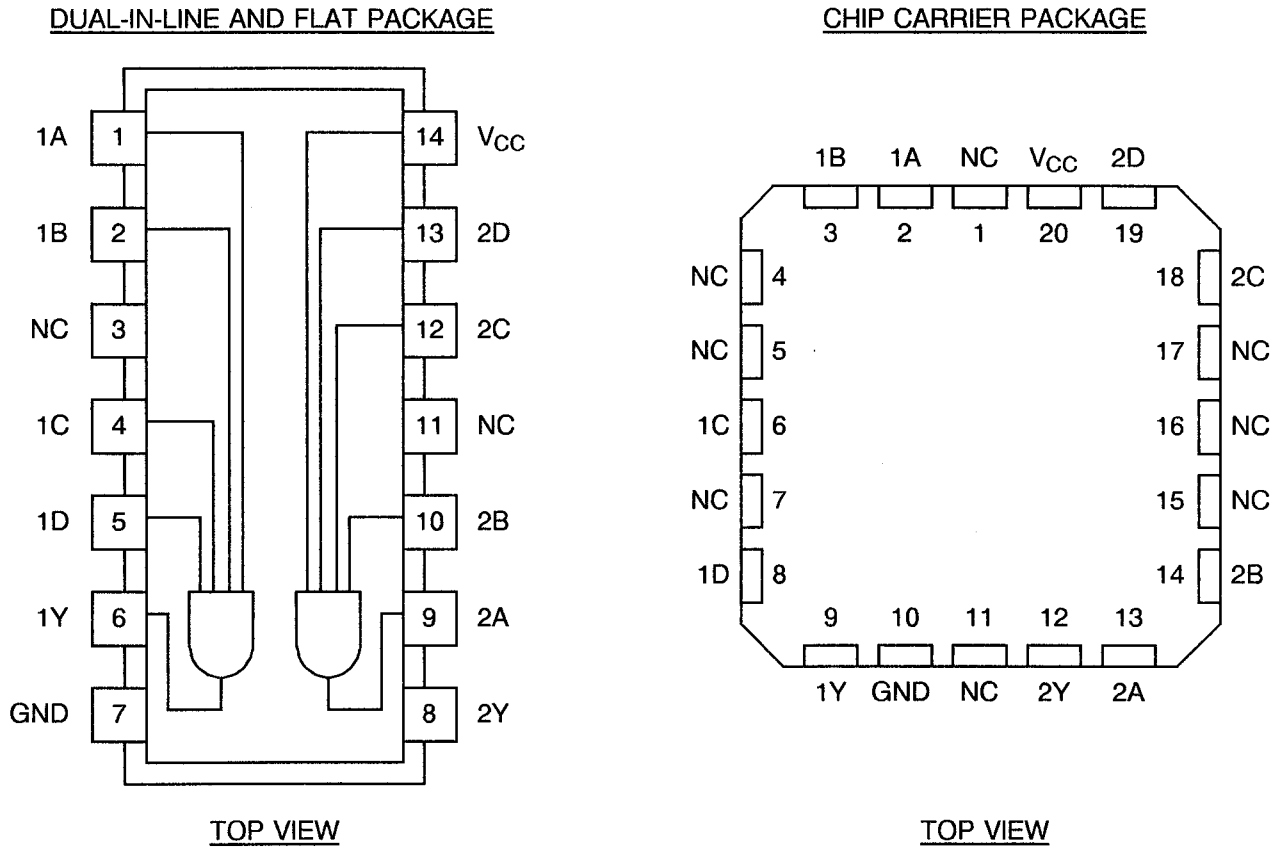 DUAL-IN-LINE AND FLAT PACKAGE
1A 1 14 VCC
1B 2 13 2D
NC 3 12 2C
1C 4 11 NC
1D 5 10 2B
1Y 6 9 2A
GND 7 8 2Y
TOP VIEW
CHIP CARRIER PACKAGE
1B 1A NC VCC 2D
3 2 1 20 19
NC 4 18 2C
NC 5 17 NC
1C 6 16 NC
NC 7 15 NC
1D 8 14 2B
9 10 11 12 13
1Y GND NC 2Y 2A
TOP VIEW